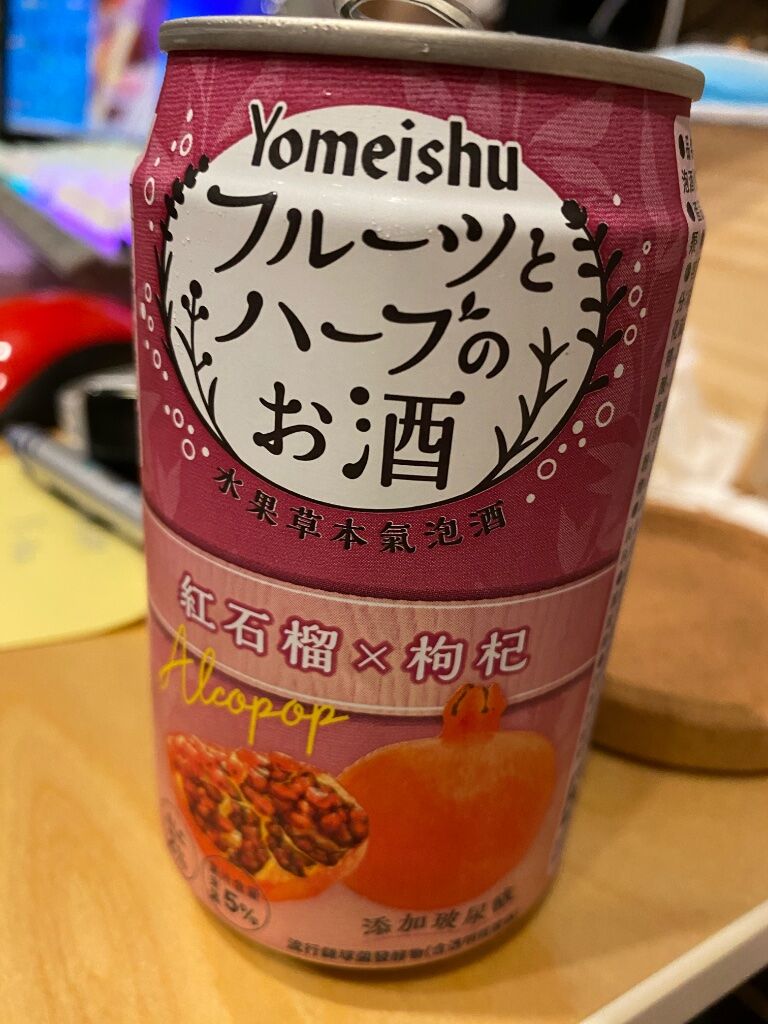 Yomeishu
フルーツと
ハーブの
お酒
水果草本氣泡酒
紅石榴×枸杞
Alcopop
5%
添加玻尿酸